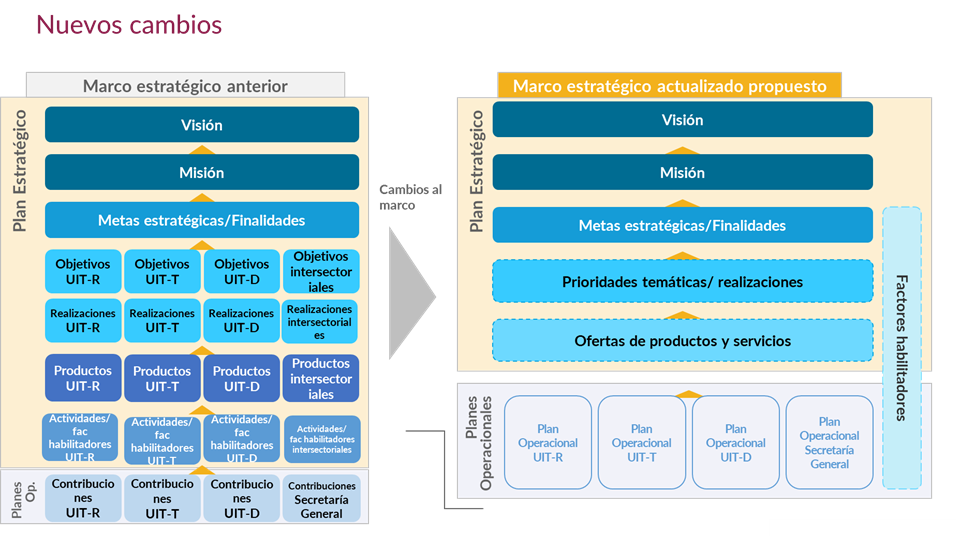 Nuevos cambios
Marco estratégico anterior
Plan Estratégico
Visión
Misión
Metas estratégicas/Finalidades
Objetivos
UIT-R
Objetivos
UIT-T
Objetivos
UIT-D
Objetivos
intersector
iales
Realizaciones
UIT-R
Realizaciones
UIT-T
Realizaciones
UIT-D
Realizaciones
intersectorial
es
Productos
UIT-R
Productos
UIT-T
Productos
UIT-D
Productos
intersector
iales
Actividades/
fac
habilitadores
UIT-R
Actividades/
fac
habilitadores
UIT-T
Actividades/
fac
habilitadores
UIT-D
Actividades/
fac habilitadores
intersectoriales
Planes
Op.
Contribucio
nes
UIT-R
Contribucio
nes
UIT-T
Contribucio
nes
UIT-D
Contribuciones
Secretaría
General
Cambios al
marco
Marco estratégico actualizado propuesto
Plan Estratégico
Visión
Misión
Metas estratégicas/Finalidades
Prioridades temáticas/ realizaciones
Ofertas de productos y servicios
Factores habilitadores
Planes
Operacionales
Plan
Operacional
UIT-R
Plan
Operacional
UIT-T
Plan
Operacional
UIT-D
Plan
Operacional
Secretaría
General